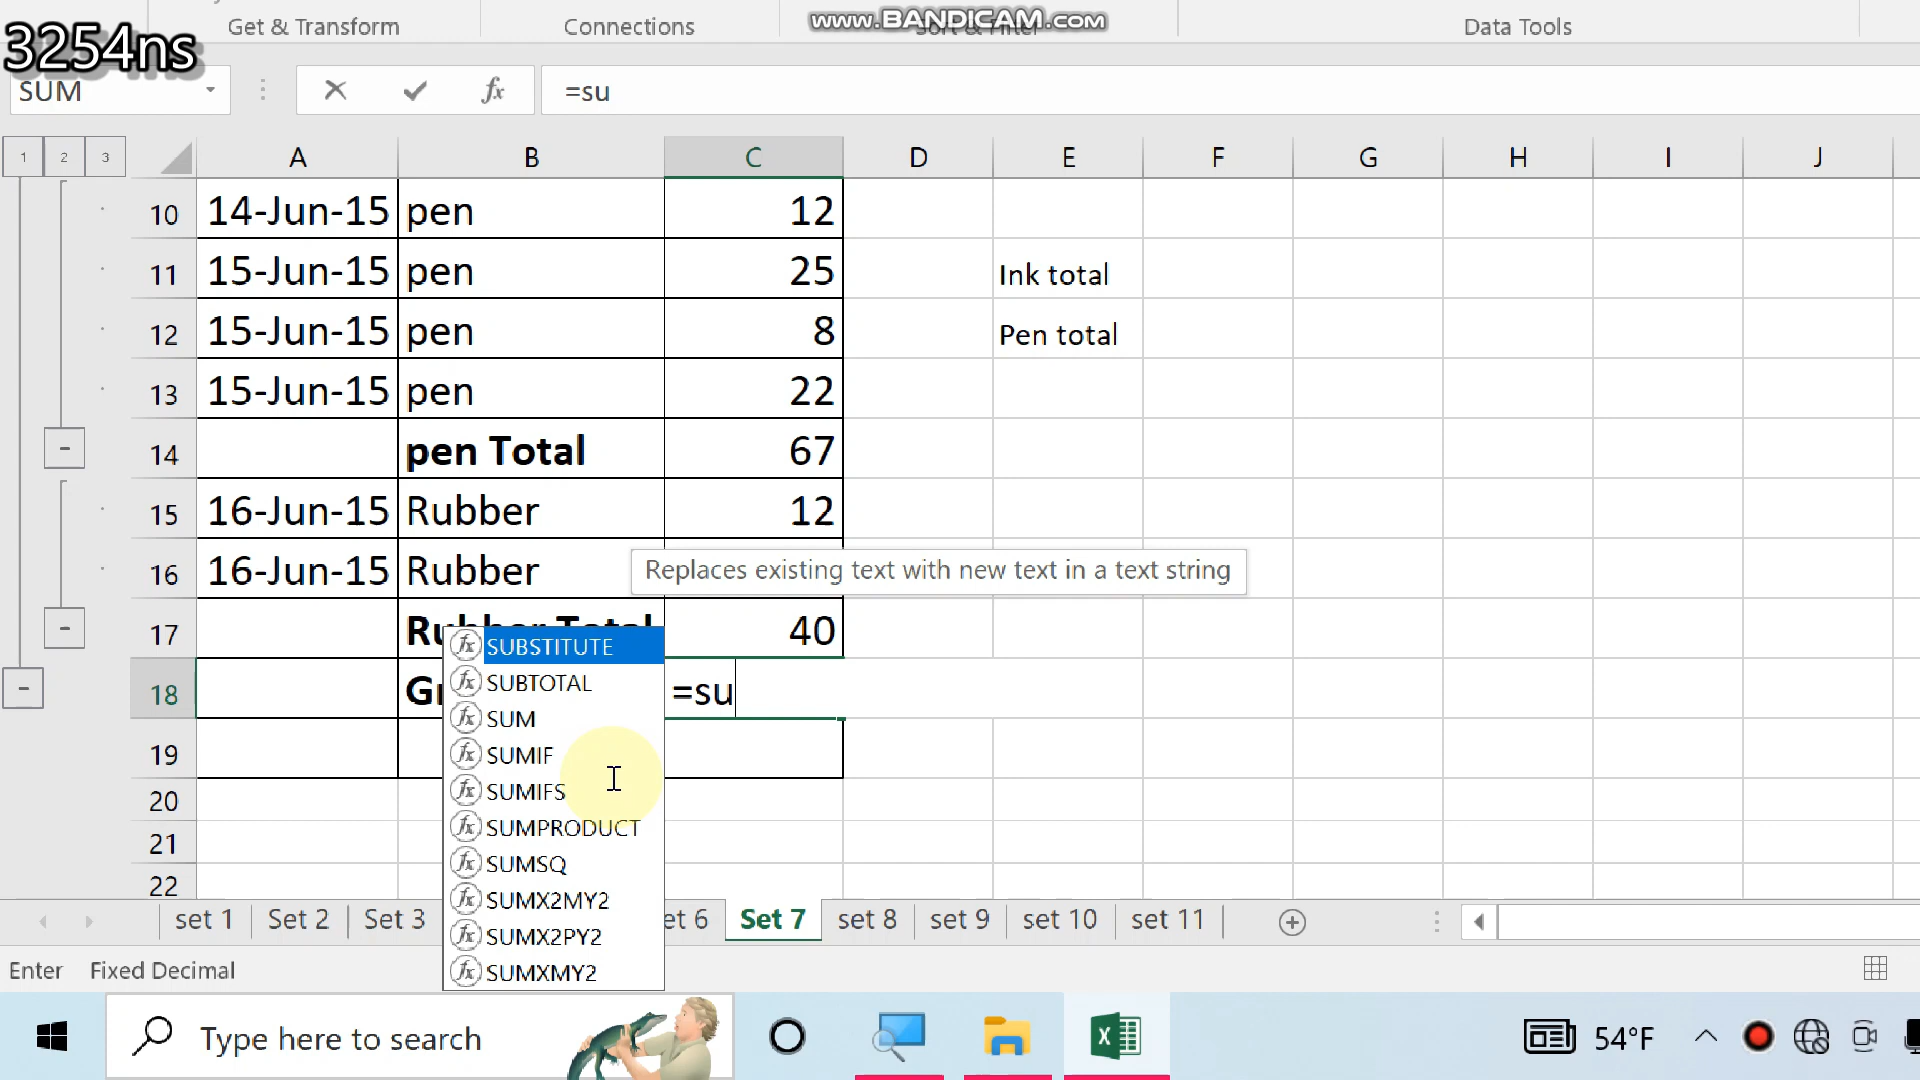 Get & Transform
Connections
www.BANDICAM.com
Sort & Filter
Data Tools
3254ns
SUM
fx
=su
1 2 3
A B C D E F G H I J
10 14-Jun-15 pen 12
11 15-Jun-15 pen 25 Ink total
12 15-Jun-15 pen 8 Pen total
13 15-Jun-15 pen 22
14 pen Total 67
15 16-Jun-15 Rubber 12
16 16-Jun-15 Rubber
Replaces existing text with new text in a text string
17 Rubber Total 40
SUBSTITUTE
18 =su
SUBTOTAL
SUM
19
SUMIF
SUMIFS
20
SUMPRODUCT
21
SUMSQ
22
SUMX2MY2
SUMX2PY2
SUMXMY2
set 1 Set 2 Set 3 et 6 Set 7 set 8 set 9 set 10 set 11
Enter Fixed Decimal
Type here to search
54°F